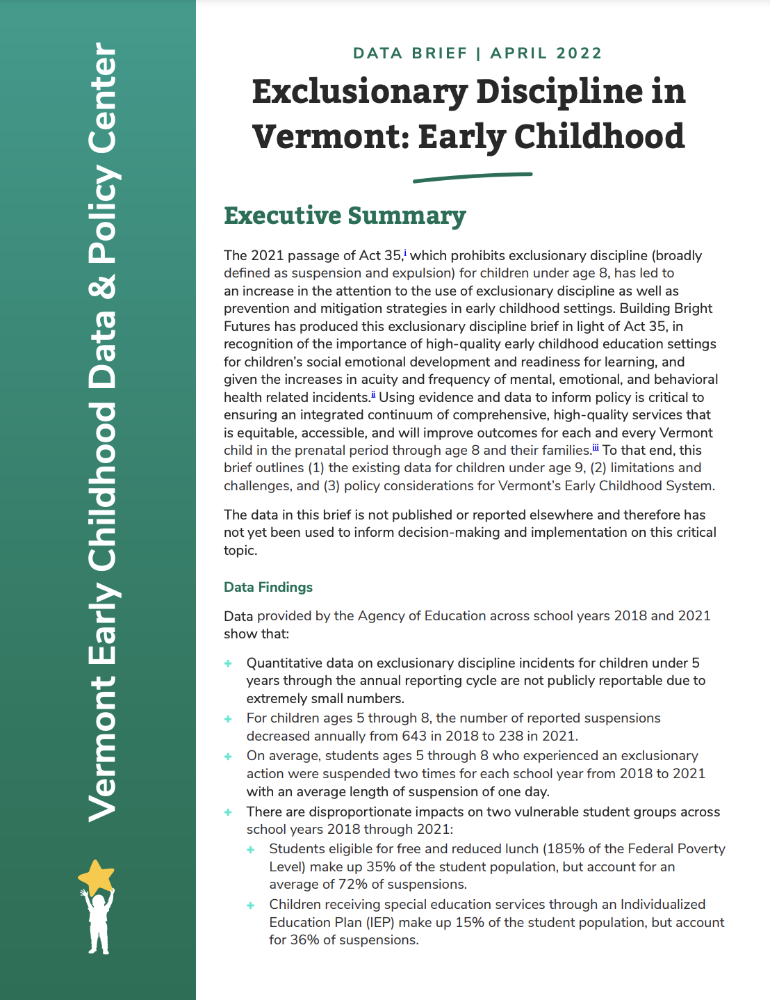 Vermont Early Childhood Data & Policy Center
DATA BRIEF | APRIL 2022
Exclusionary Discipline in
Vermont: Early Childhood
Executive Summary
The 2021 passage of Act 35,i which prohibits exclusionary discipline (broadly
defined as suspension and expulsion) for children under age 8, has led to
an increase in the attention to the use of exclusionary discipline as well as
prevention and mitigation strategies in early childhood settings. Building Bright
Futures has produced this exclusionary discipline brief in light of Act 35, in
recognition of the importance of high-quality early childhood education settings
for children’s social emotional development and readiness for learning, and
given the increases in acuity and frequency of mental, emotional, and behavioral
health related incidents.ii Using evidence and data to inform policy is critical to
ensuring an integrated continuum of comprehensive, high-quality services that
is equitable, accessible, and will improve outcomes for each and every Vermont
child in the prenatal period through age 8 and their families.iii To that end, this
brief outlines (1) the existing data for children under age 9, (2) limitations and
challenges, and (3) policy considerations for Vermont’s Early Childhood System.
The data in this brief is not published or reported elsewhere and therefore has
not yet been used to inform decision-making and implementation on this critical
topic.
Data Findings
Data provided by the Agency of Education across school years 2018 and 2021
show that:
+ Quantitative data on exclusionary discipline incidents for children under 5
years through the annual reporting cycle are not publicly reportable due to
extremely small numbers.
+ For children ages 5 through 8, the number of reported suspensions
decreased annually from 643 in 2018 to 238 in 2021.
+ On average, students ages 5 through 8 who experienced an exclusionary
action were suspended two times for each school year from 2018 to 2021
with an average length of suspension of one day.
+ There are disproportionate impacts on two vulnerable student groups across
school years 2018 through 2021:
+ Students eligible for free and reduced lunch (185% of the Federal Poverty
Level) make up 35% of the student population, but account for an
average of 72% of suspensions.
+ Children receiving special education services through an Individualized
Education Plan (IEP) make up 15% of the student population, but account
for 36% of suspensions.